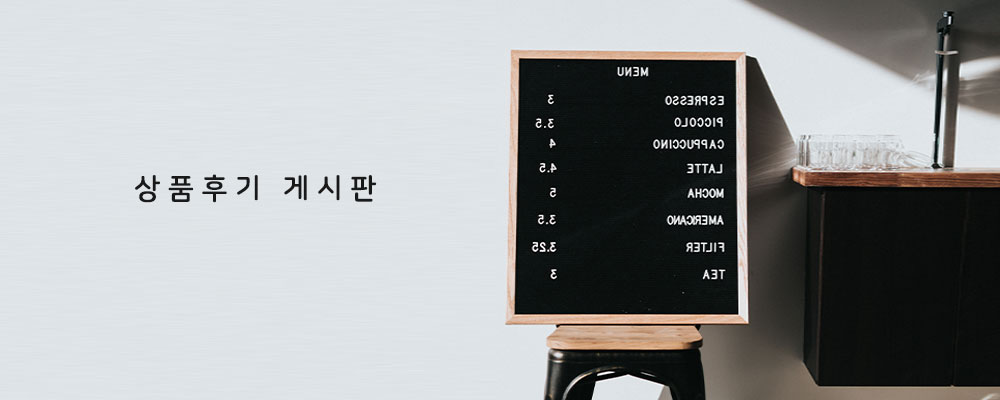 상품후기 게시판
MENU
ESPRESSO 3
PICCOLO 3.5
CAPPUCCINO 4
LATTE 4.5
MOCHA 5
AMERICANO 3.5
FILTER 3.25
TEA 3